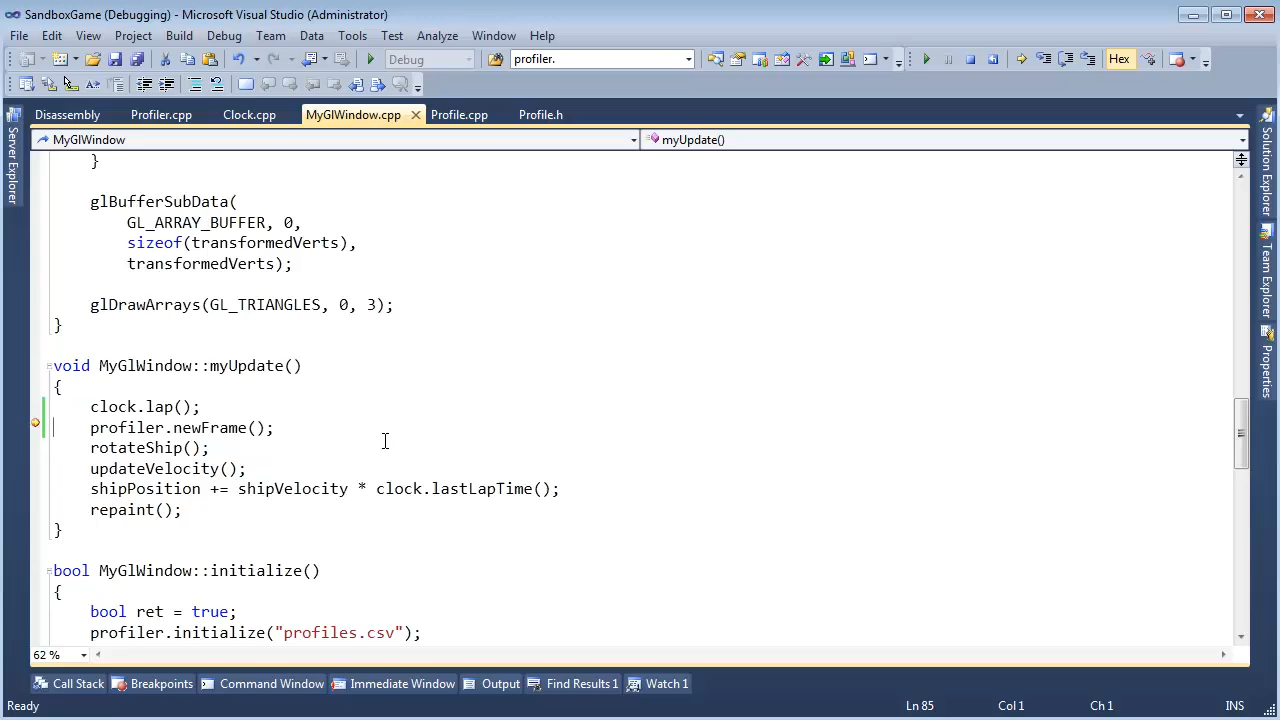 SandboxGame (Debugging) - Microsoft Visual Studio (Administrator)
File Edit View Project Build Debug Team Data Tools Test Analyze Window Help
Debug profiler. Hex
Disassembly Profiler.cpp Clock.cpp MyGlWindow.cpp Profile.cpp Profile.h
MyGlWindow myUpdate()
}
glBufferSubData(
GL_ARRAY_BUFFER, 0,
sizeof(transformedVerts),
transformedVerts);
glDrawArrays(GL_TRIANGLES, 0, 3);
}
void MyGlWindow::myUpdate()
{
clock.lap();
profiler.newFrame();
rotateShip();
updateVelocity();
shipPosition += shipVelocity * clock.lastLapTime();
repaint();
}
bool MyGlWindow::initialize()
{
bool ret = true;
profiler.initialize("profiles.csv");
62 %
Call Stack Breakpoints Command Window Immediate Window Output Find Results 1 Watch 1
Ready Ln 85 Col 1 Ch 1 INS
Server Explorer
Solution Explorer
Team Explorer
Properties